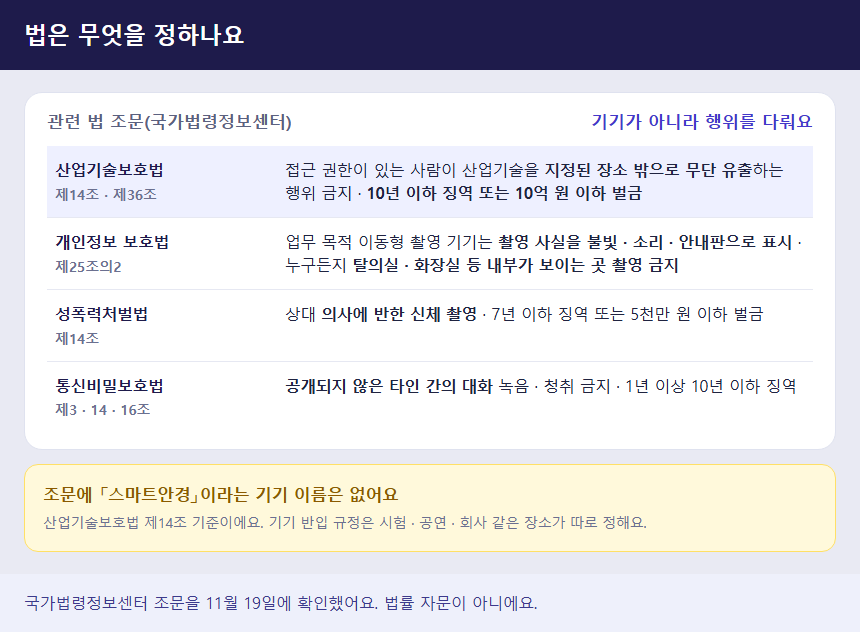 법은 무엇을 정하나요
관련 법 조문(국가법령정보센터)
기기가 아니라 행위를 다뤄요
산업기술보호법
제14조 · 제36조
접근 권한이 있는 사람이 산업기술을 지정된 장소 밖으로 무단 유출하는
행위 금지 · 10년 이하 징역 또는 10억 원 이하 벌금
개인정보 보호법
제25조의2
업무 목적 이동형 촬영 기기는 촬영 사실을 불빛 · 소리 · 안내판으로 표시 ·
누구든지 탈의실 · 화장실 등 내부가 보이는 곳 촬영 금지
성폭력처벌법
제14조
상대 의사에 반한 신체 촬영 · 7년 이하 징역 또는 5천만 원 이하 벌금
통신비밀보호법
제3 · 14 · 16조
공개되지 않은 타인 간의 대화 녹음 · 청취 금지 · 1년 이상 10년 이하 징역
조문에 「스마트안경」이라는 기기 이름은 없어요
산업기술보호법 제14조 기준이에요. 기기 반입 규정은 시험 · 공연 · 회사 같은 장소가 따로 정해요.
국가법령정보센터 조문을 11월 19일에 확인했어요. 법률 자문이 아니에요.